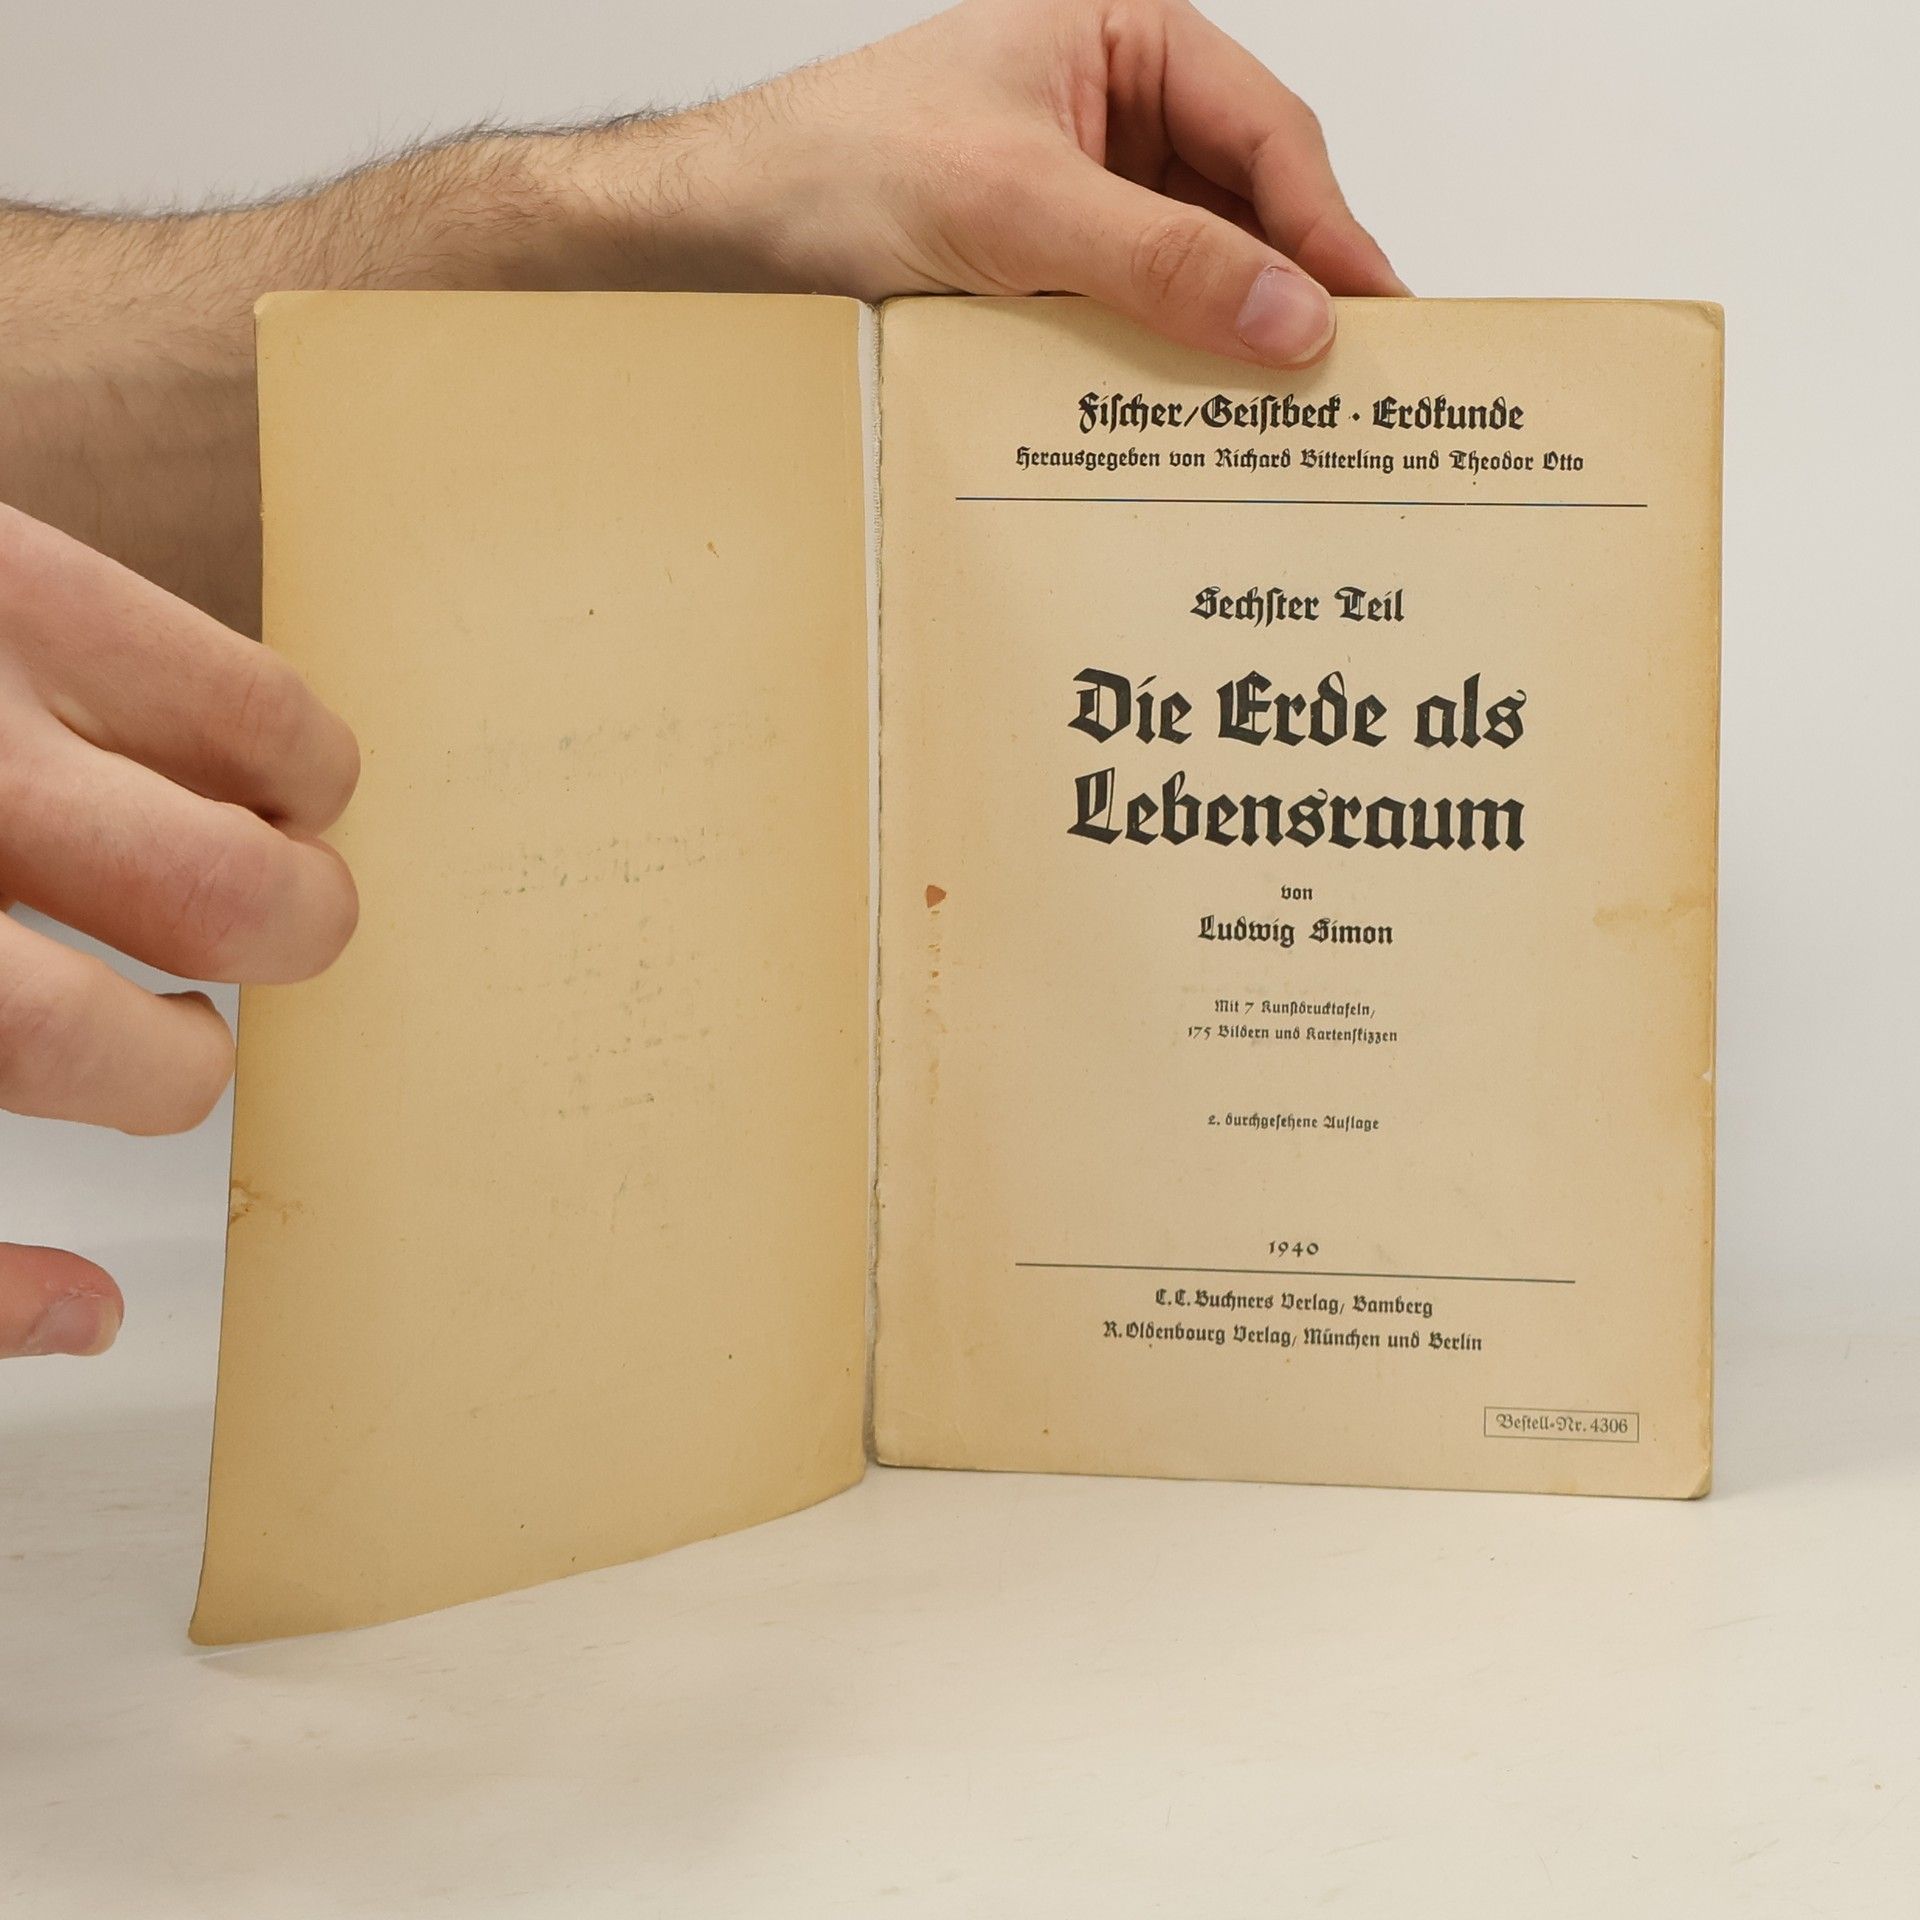 Fischer/Geistbeck · Erdkunde
Herausgegeben von Richard Bitterling und Theodor Otto
Sechster Teil
Die Erde als
Lebensraum
von
Ludwig Simon
Mit 7 Kunstdrucktafeln,
175 Bildern und Kartenskizzen
2. durchgesehene Auflage
1940
C. C. Buchners Verlag, Bamberg
R. Oldenbourg Verlag, München und Berlin
Bestell-Nr. 4306